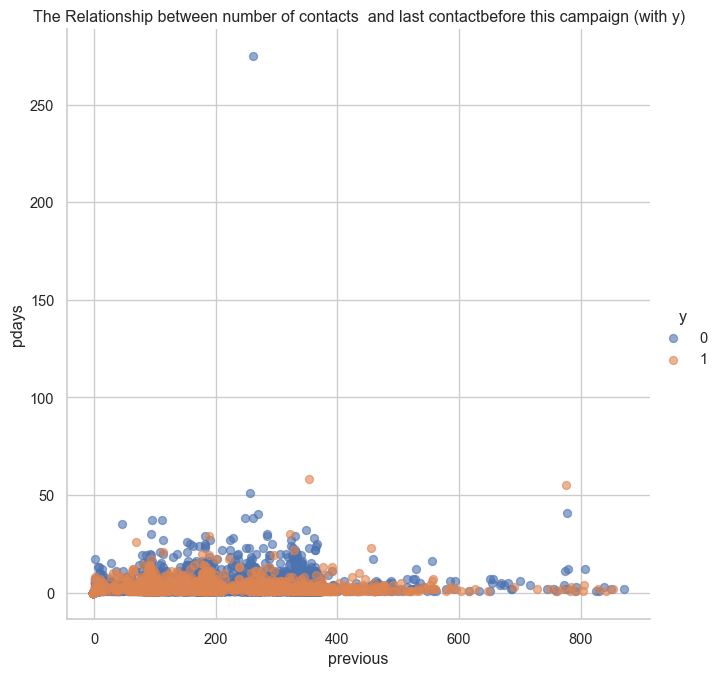 The Relationship between number of contacts  and last contactbefore this campaign (with y)
250
200
150
100
50
0
pdays
0 200 400 600 800
previous
y
0
1